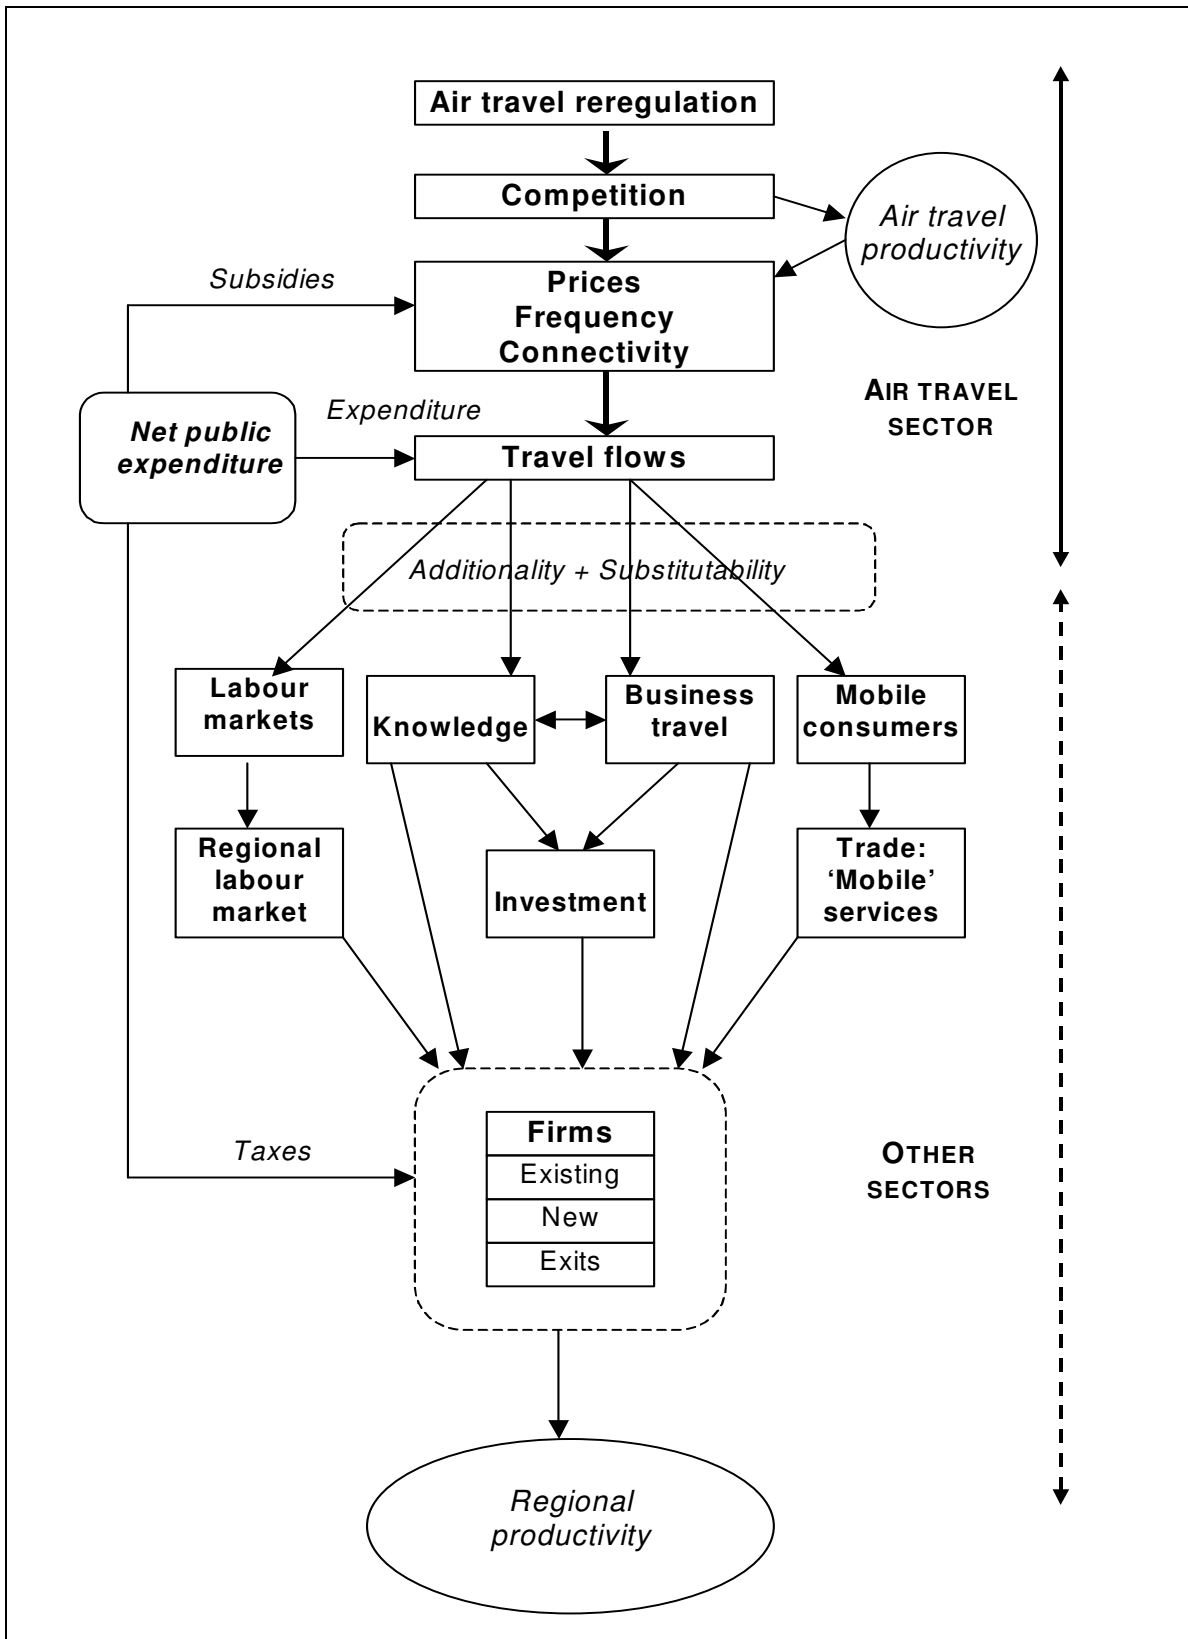 Air travel reregulation
Competition
Air travel
productivity
Subsidies
Prices
Frequency
Connectivity
AIR TRAVEL
SECTOR
Expenditure
Net public
expenditure
Travel flows
Additionality + Substitutability
Labour
markets
Knowledge
Business
travel
Mobile
consumers
Regional
labour
market
Investment
Trade:
‘Mobile’
services
Firms
Existing
New
Exits
Taxes
OTHER
SECTORS
Regional
productivity